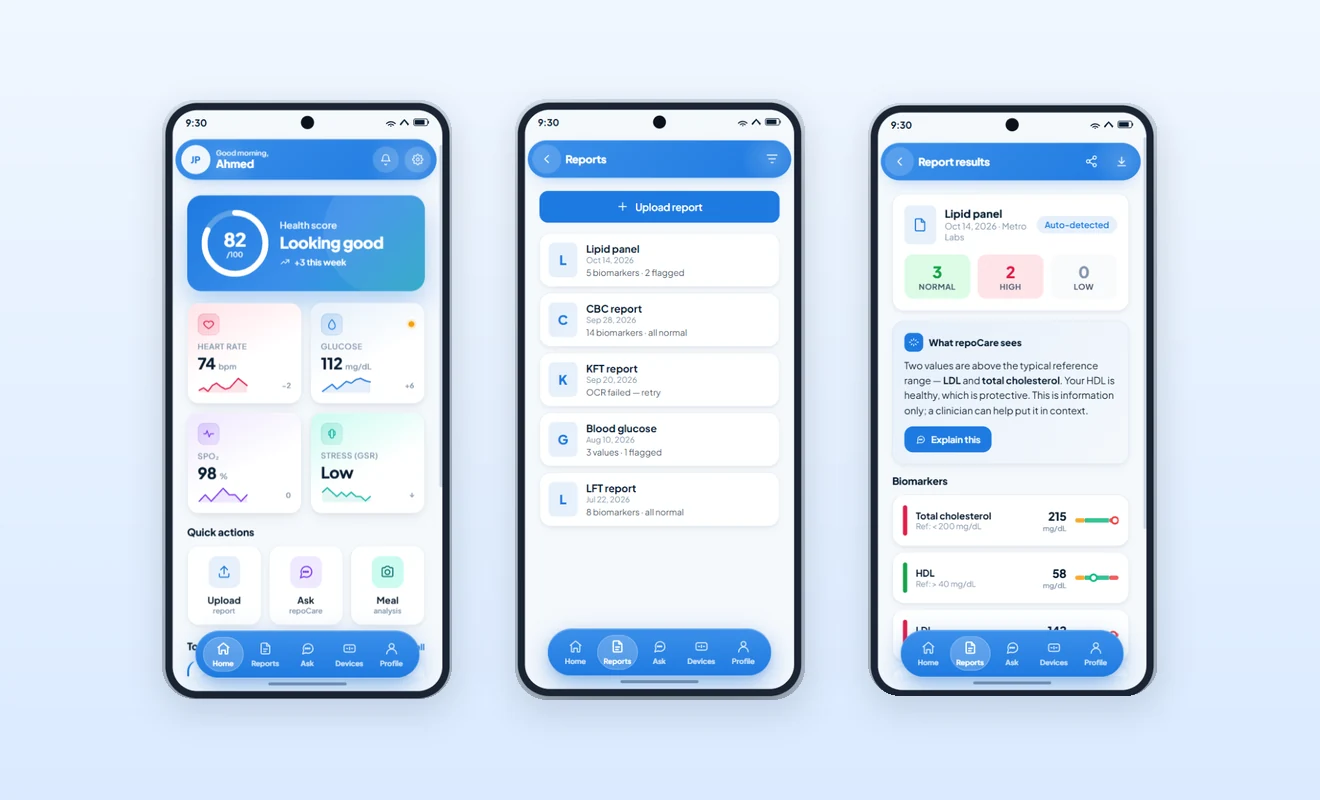 9:30
JP
Good morning,
Ahmed
82
/100
Health score
Looking good
+3 this week
HEART RATE
74 bpm
-2
GLUCOSE
112 mg/dL
+6
SPO₂
98 %
0
STRESS (GSR)
Low
+
Quick actions
Upload
report
Ask
repoCare
Meal
analysis
Home
Reports
Ask
Devices
Profile
9:30
Reports
+ Upload report
L
Lipid panel
Oct 14, 2026
5 biomarkers · 2 flagged
C
CBC report
Sep 28, 2026
14 biomarkers · all normal
K
KFT report
Sep 20, 2026
OCR failed — retry
G
Blood glucose
Aug 10, 2026
3 values · 1 flagged
L
LFT report
Jul 22, 2026
8 biomarkers · all normal
Home
Reports
Ask
Devices
Profile
9:30
Report results
Lipid panel
Oct 14, 2026 · Metro
Labs
Auto-detected
3
NORMAL
2
HIGH
0
LOW
What repoCare sees
Two values are above the typical reference
range — LDL and total cholesterol. Your HDL is
healthy, which is protective. This is information
only; a clinician can help put it in context.
Explain this
Biomarkers
Total cholesterol
Ref: < 200 mg/dL
215
mg/dL
HDL
Ref: > 40 mg/dL
58
mg/dL
LDL
142
Home
Reports
Ask
Devices
Profile